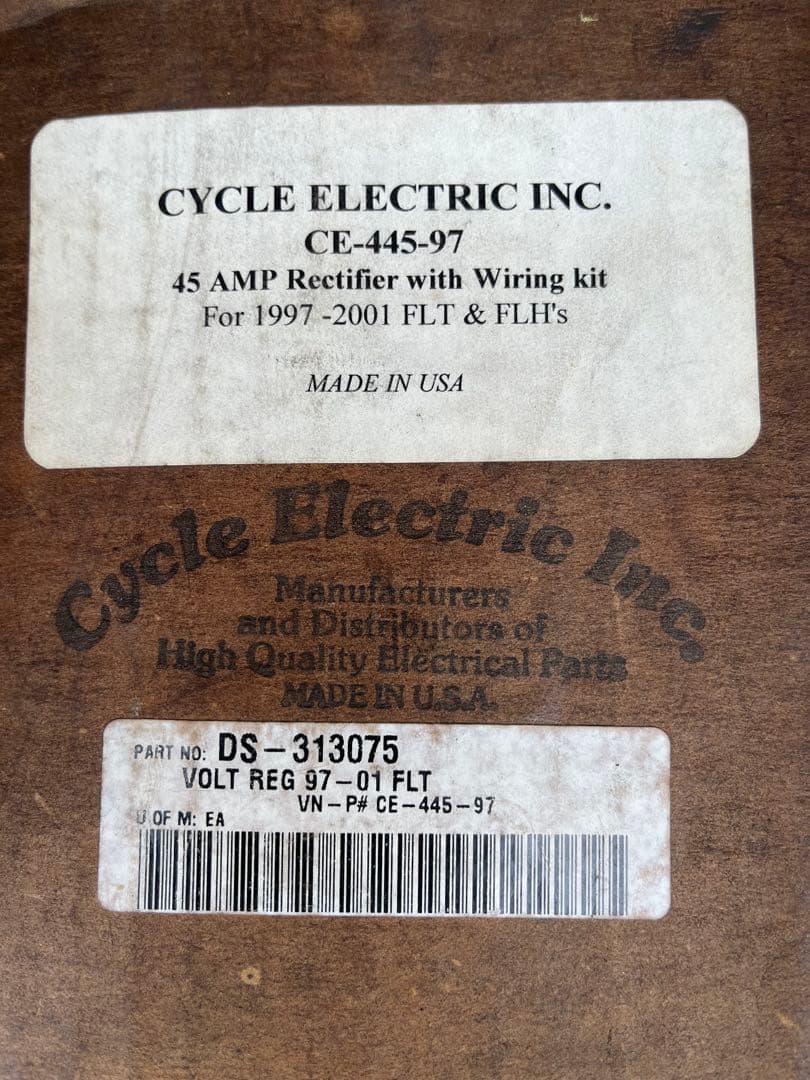 CYCLE ELECTRIC INC.
CE-445-97
45 AMP Rectifier with Wiring kit
For 1997 -2001 FLT & FLH's
MADE IN USA
Cycle Electric Inc.
Manufacturers
and Distributors of
High Quality Electrical Parts
MADE IN U.S.A.
PART NO: DS-313075
VOLT REG 97-01 FLT
VN-P# CE-445-97
U OF M: EA